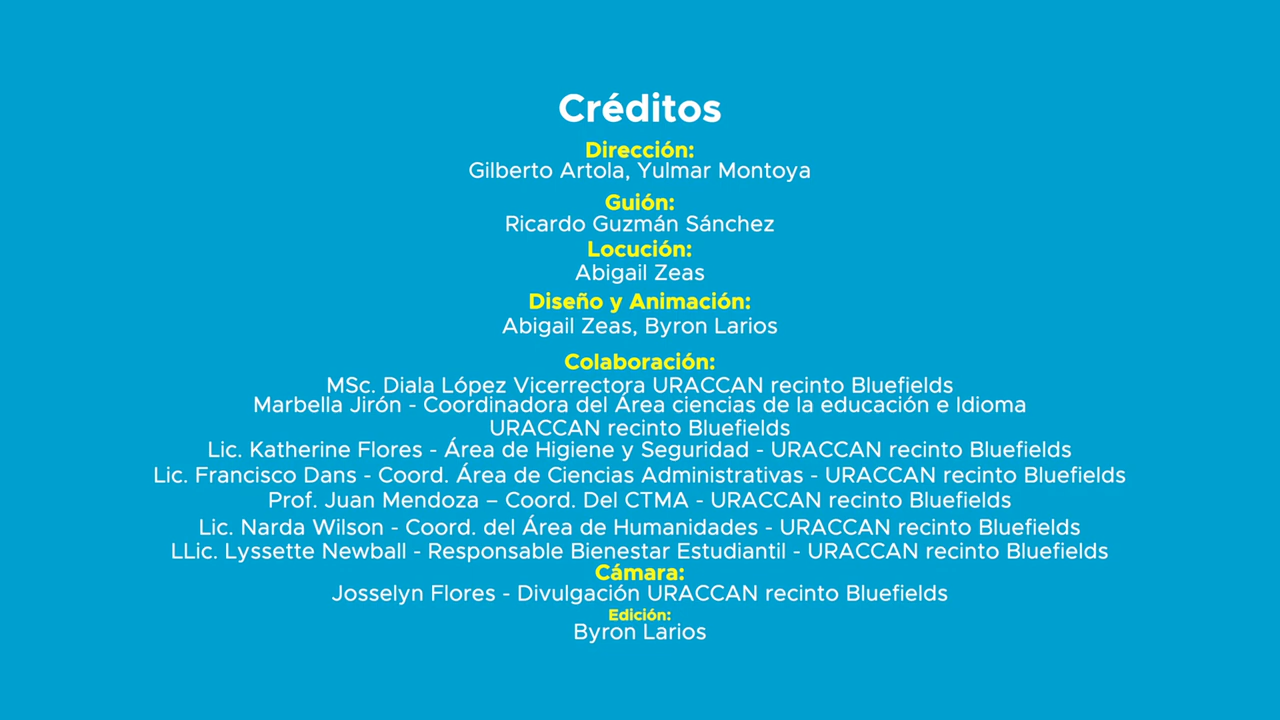 Créditos
Dirección:
Gilberto Artola, Yulmar Montoya
Guión:
Ricardo Guzmán Sánchez
Locución:
Abigail Zeas
Diseño y Animación:
Abigail Zeas, Byron Larios
Colaboración:
MSc. Diala López Vicerrectora URACCAN recinto Bluefields
Marbella Jirón - Coordinadora del Área ciencias de la educación e Idioma
URACCAN recinto Bluefields
Lic. Katherine Flores - Área de Higiene y Seguridad - URACCAN recinto Bluefields
Lic. Francisco Dans - Coord. Área de Ciencias Administrativas - URACCAN recinto Bluefields
Prof. Juan Mendoza – Coord. Del CTMA - URACCAN recinto Bluefields
Lic. Narda Wilson - Coord. del Área de Humanidades - URACCAN recinto Bluefields
LLic. Lyssette Newball - Responsable Bienestar Estudiantil - URACCAN recinto Bluefields
Cámara:
Josselyn Flores - Divulgación URACCAN recinto Bluefields
Edición:
Byron Larios